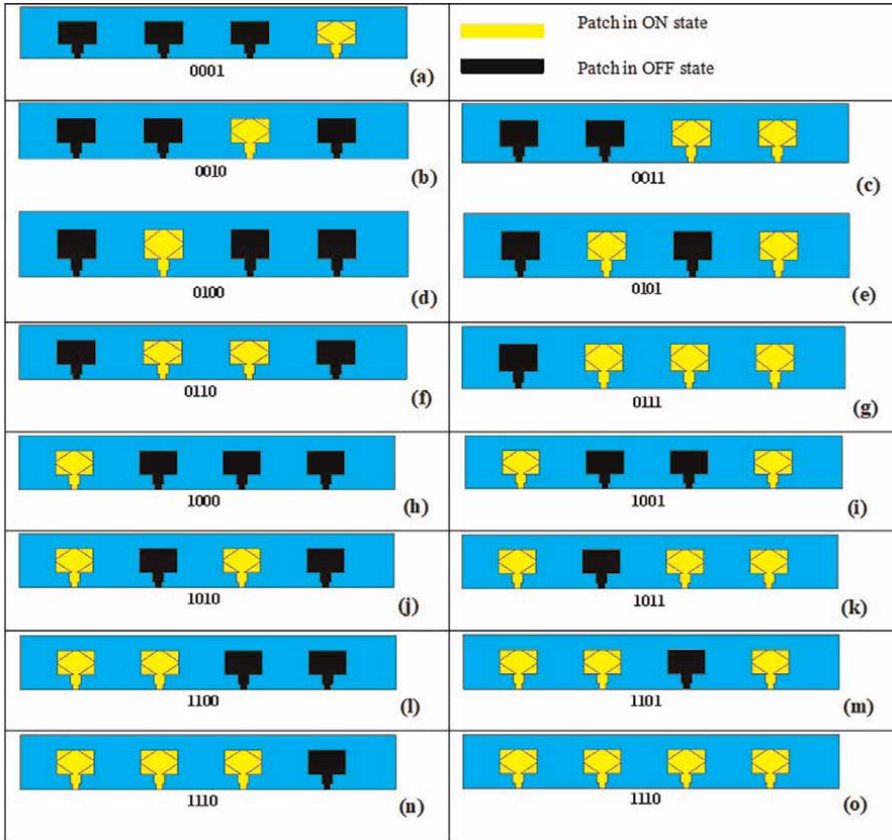 Patch in ON state
Patch in OFF state
0001
(a)
0010
(b)
0011
(c)
0100
(d)
0101
(e)
0110
(f)
0111
(g)
1000
(h)
1001
(i)
1010
(j)
1011
(k)
1100
(l)
1101
(m)
1110
(n)
1110
(o)